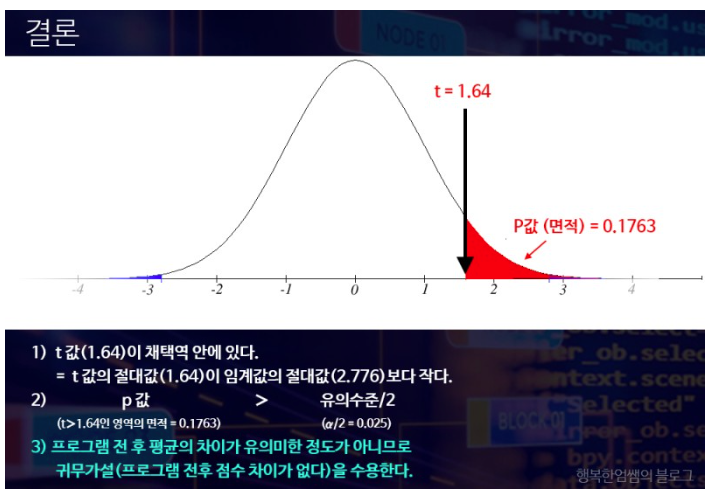 결론
NODE 01
t = 1.64
P값 (면적) = 0.1763
-4 -3 -2 -1 0 1 2 3 4
1) t 값(1.64)이 채택역 안에 있다.
= t 값의 절대값(1.64)이 임계값의 절대값(2.776)보다 작다.
2) p 값 > 유의수준/2
(t>1.64인 영역의 면적 = 0.1763) (α/2 = 0.025)
BLOCK 01
3) 프로그램 전 후 평균의 차이가 유의미한 정도가 아니므로
귀무가설(프로그램 전후 점수 차이가 없다)을 수용한다.
행복한엄쌤의 블로그